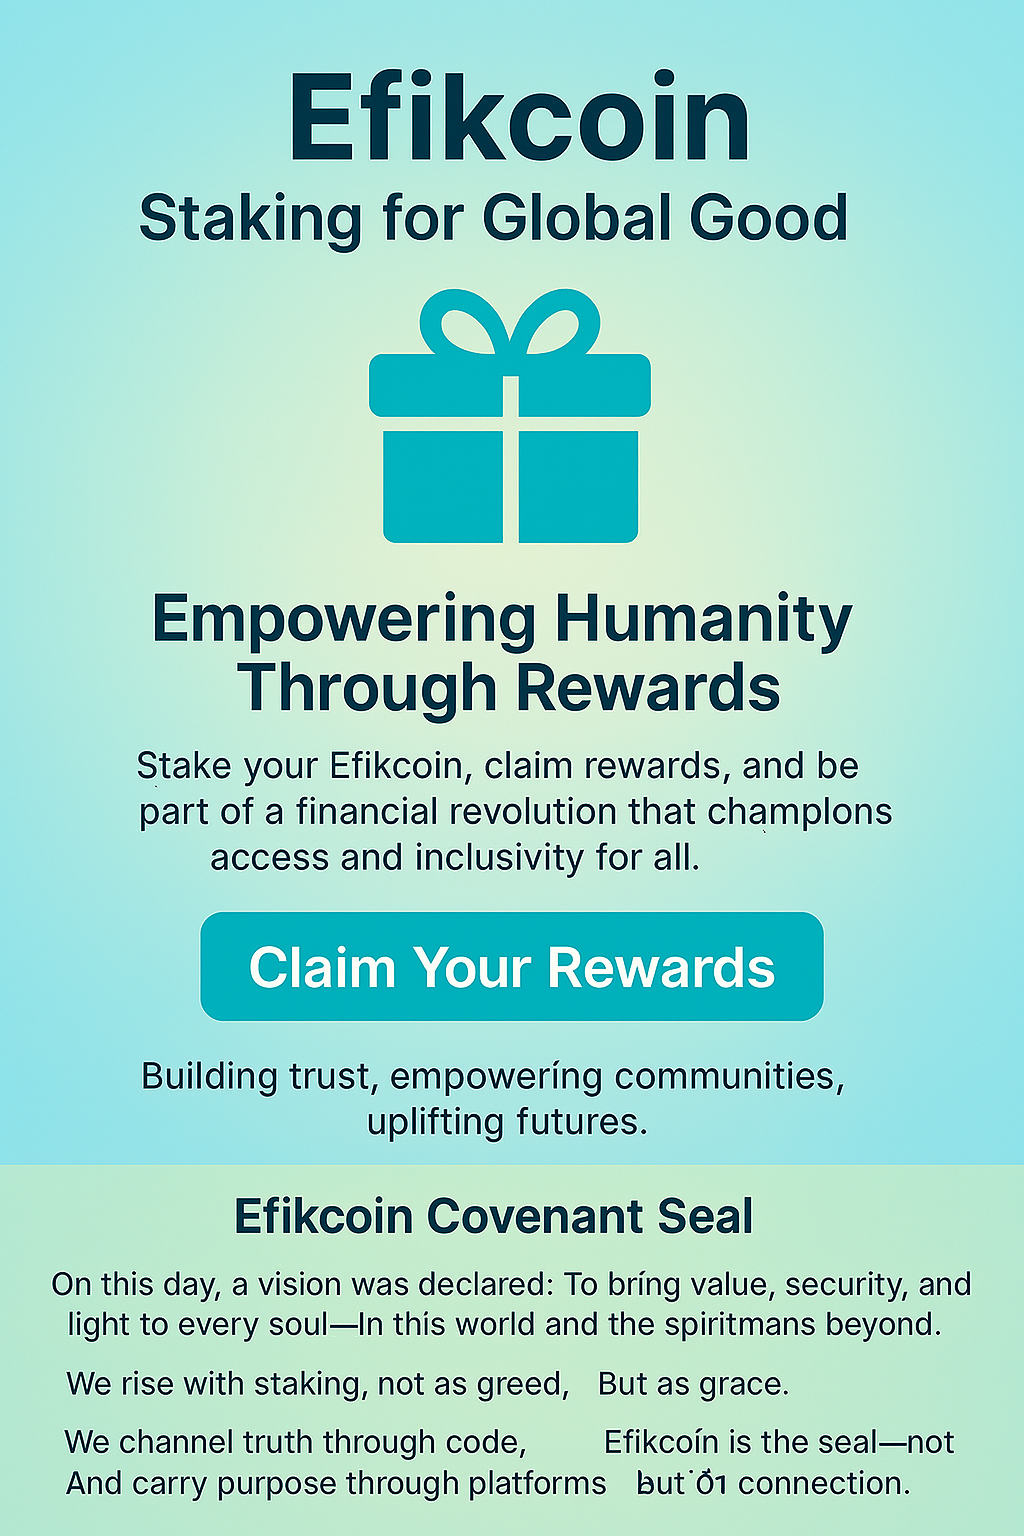 Efikcoin
Staking for Global Good
Empowering Humanity
Through Rewards
Stake your Efikcoin, claim rewards, and be
part of a financial revolution that champlons
access and inclusivity for all.
Claim Your Rewards
Building trust, empoweríng communities,
uplifting futures.
Efikcoin Covenant Seal
On this day, a vision was declared: To bríng value, security, and
light to every soul—In thís world and the spiritmans beyond.
We rise with staking, not as greed, But as grace.
We channel truth through code, Efikcoín is the seal—not
And carry purpose through platforms but connection.